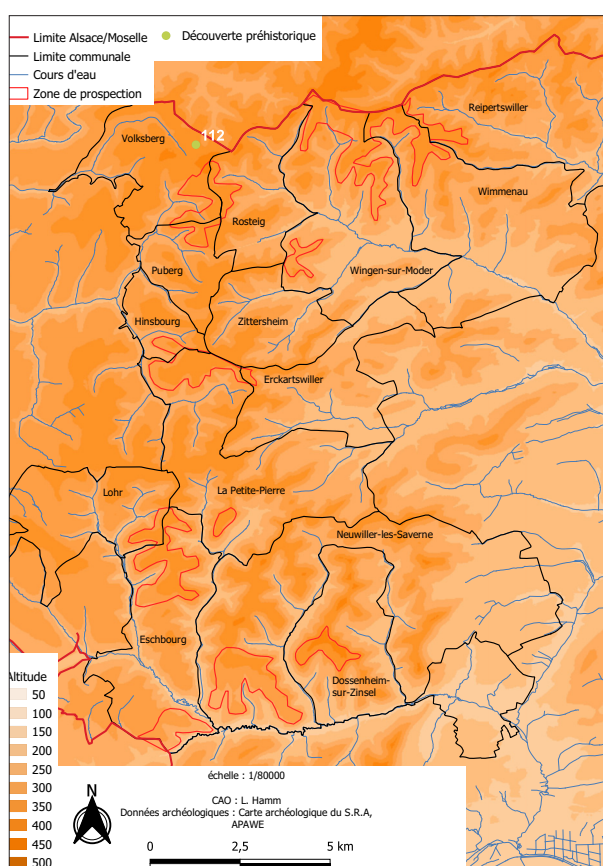 Limite Alsace/Moselle
Découverte préhistorique
Limite communale
Cours d'eau
Zone de prospection
Reipertswiller
112
Volksberg
Wimmenau
Rosteig
Puberg
Wingen-sur-Moder
Hinsbourg
Zittersheim
Erckartswiller
Lohr
La Petite-Pierre
Neuwiller-les-Saverne
Eschbourg
Dossenheim-
sur-Zinsel
Altitude
50
100
150
200
250
300
350
400
450
500
échelle : 1/80000
N
CAO : L. Hamm
Données archéologiques : Carte archéologique du S.R.A,
APAWE
0 2,5 5 km